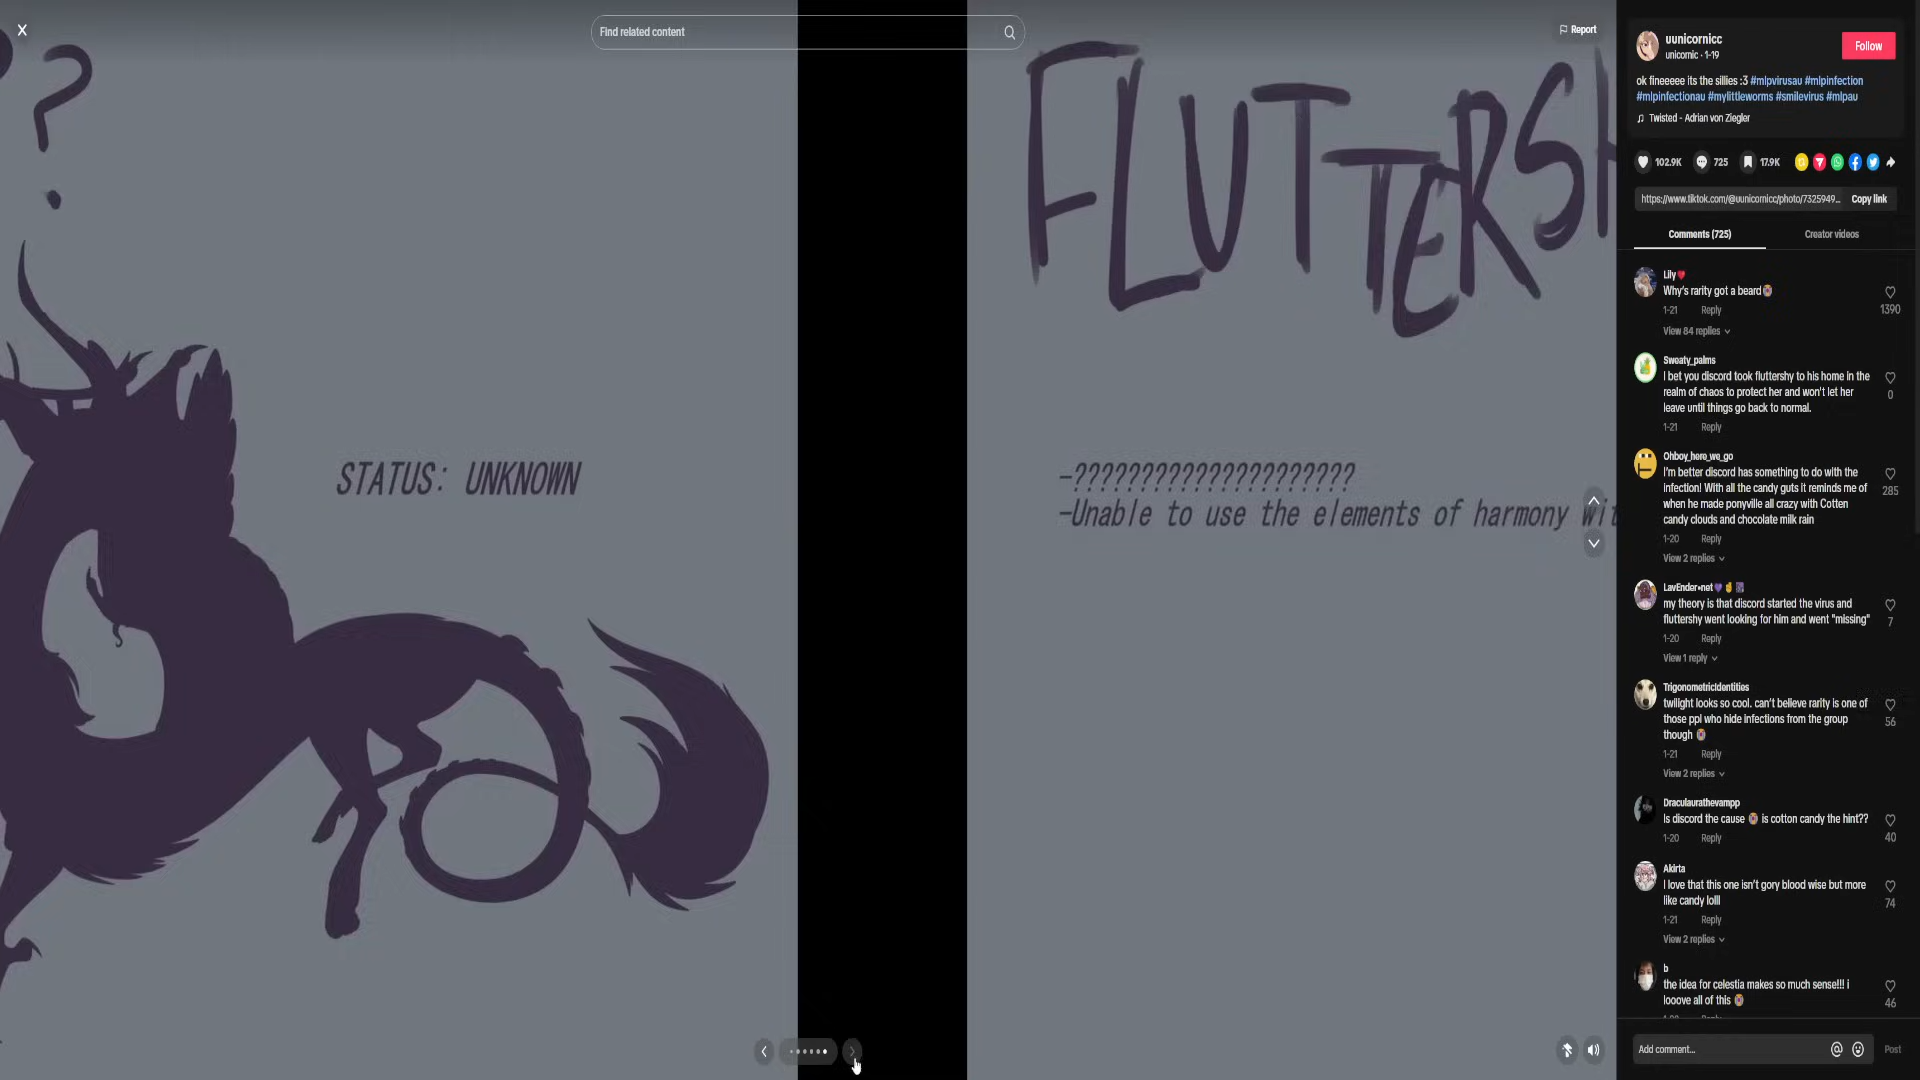 Find related content
Report
?
FLUTTERSH
STATUS: UNKNOWN
-?????????????????????
-Unable to use the elements of harmony wit
uunicornicc
unicornic · 1-19
Follow
ok fineeeee its the sillies :3 #mlpvirusau #mlpinfection
#mlpinfectionau #mylittleworms #smilevirus #mlpau
Twisted - Adrian von Ziegler
102.9K
725
17.9K
https://www.tiktok.com/@uunicornicc/photo/7325949...
Copy link
Comments (725)
Creator videos
Lily
Why's rarity got a beard
1-21 Reply
1390
View 84 replies
Sweaty_palms
I bet you discord took fluttershy to his home in the
realm of chaos to protect her and won't let her
leave until things go back to normal.
0
1-21 Reply
Ohboy_here_we_go
I'm better discord has something to do with the
infection! With all the candy guts it reminds me of
when he made ponyville all crazy with Cotten
candy clouds and chocolate milk rain
285
1-20 Reply
View 2 replies
LavEnder•net
my theory is that discord started the virus and
fluttershy went looking for him and went "missing"
7
1-20 Reply
View 1 reply
TrigonometricIdentities
twilight looks so cool. can't believe rarity is one of
those ppl who hide infections from the group
though
56
1-21 Reply
View 2 replies
Draculaurathevampp
Is discord the cause is cotton candy the hint??
40
1-20 Reply
Akirta
I love that this one isn't gory blood wise but more
like candy lolll
74
1-21 Reply
View 2 replies
b
the idea for celestia makes so much sense!!! i
looove all of this
46
Add comment...
Post